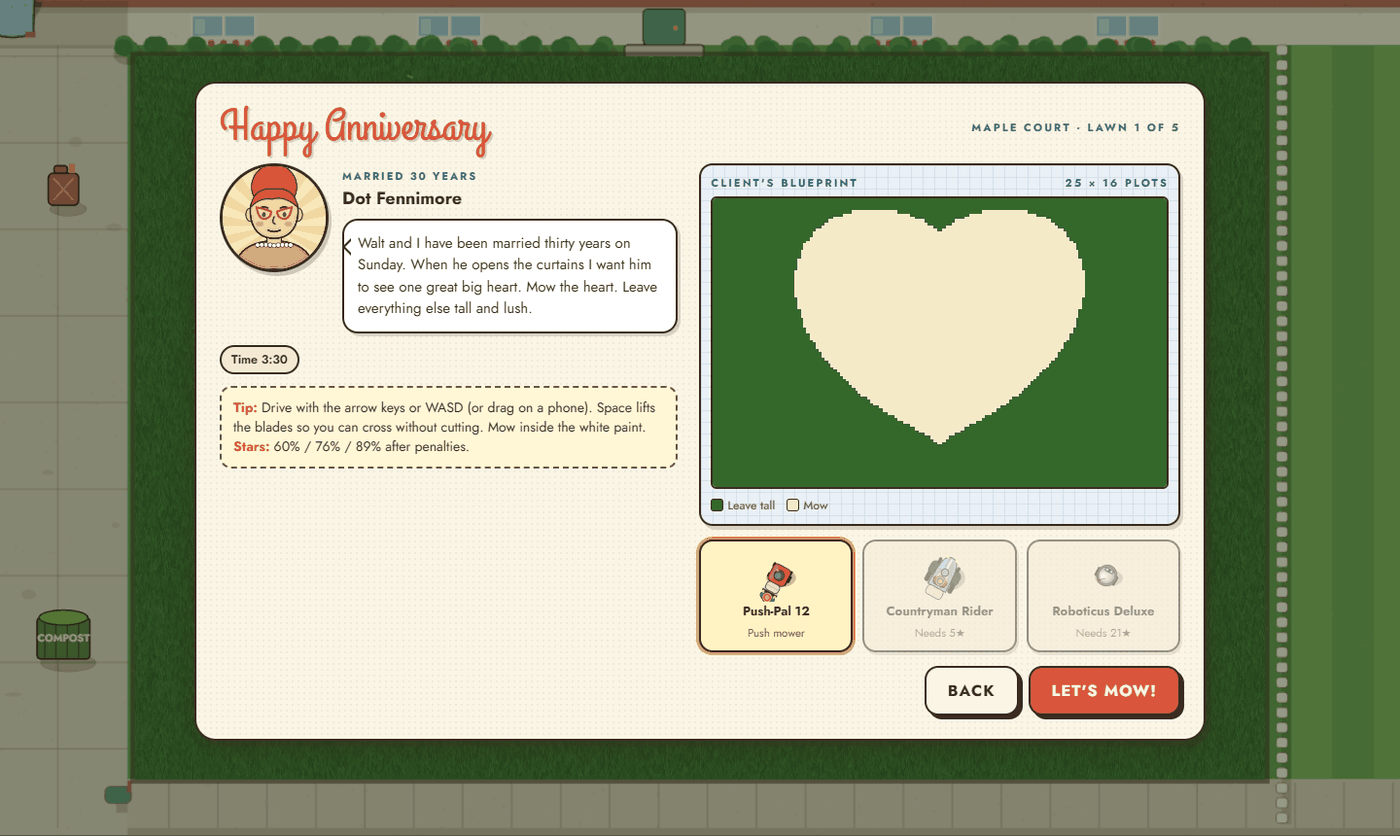 Happy Anniversary
MAPLE COURT · LAWN 1 OF 5
MARRIED 30 YEARS
Dot Fennimore
Walt and I have been married thirty years on
Sunday. When he opens the curtains I want him
to see one great big heart. Mow the heart. Leave
everything else tall and lush.
Time 3:30
Tip: Drive with the arrow keys or WASD (or drag on a phone). Space lifts
the blades so you can cross without cutting. Mow inside the white paint.
Stars: 60% / 76% / 89% after penalties.
CLIENT'S BLUEPRINT
25 × 16 PLOTS
Leave tall
Mow
Push-Pal 12
Push mower
Countryman Rider
Needs 5★
Roboticus Deluxe
Needs 21★
BACK
LET'S MOW!
COMPOST